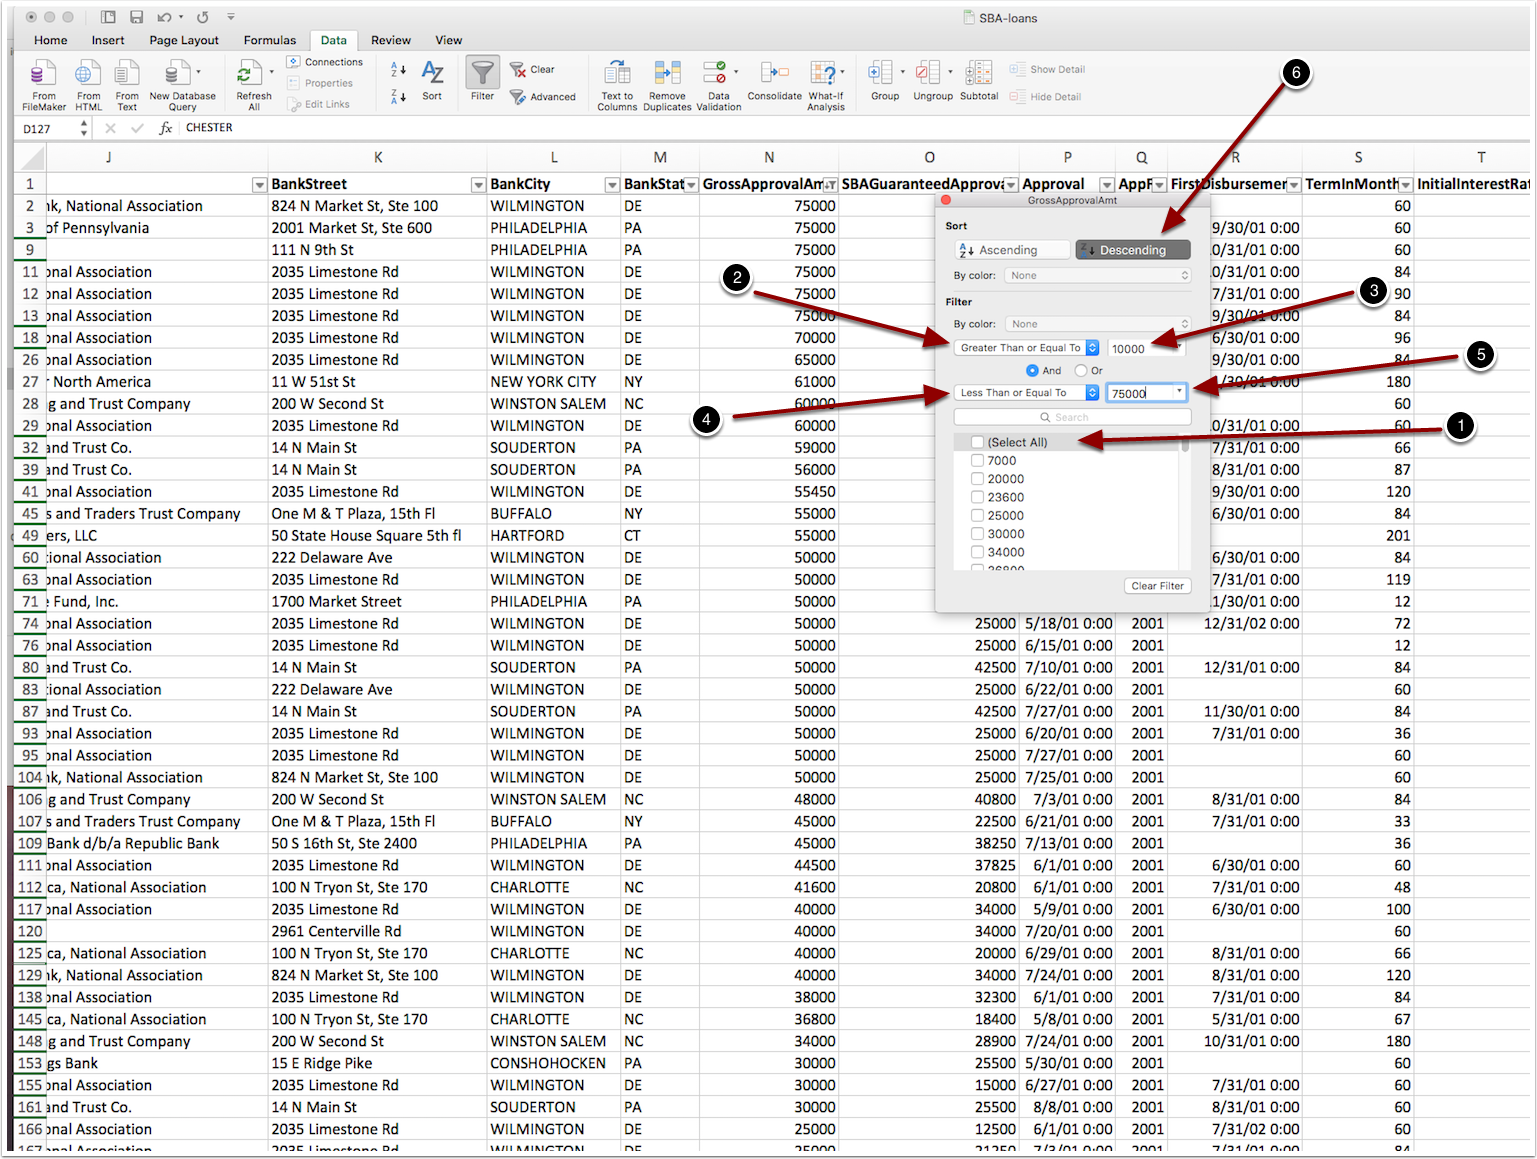 SBA-loans
Home Insert Page Layout Formulas Data Review View
From FileMaker
From HTML
From Text
New Database Query
Refresh All
Connections
Properties
Edit Links
Sort
Filter
Clear
Advanced
Text to Columns
Remove Duplicates
Data Validation
Consolidate
What-If Analysis
Group
Ungroup
Subtotal
Show Detail
Hide Detail
6
D127 fx CHESTER
J K L M N O P Q R S T
1 BankStreet BankCity BankStat GrossApprovalAm SBAGuaranteedApprova Approval AppF FirstDisbursemen TermInMonth InitialInterestRat
2 nk, National Association 824 N Market St, Ste 100 WILMINGTON DE 75000 60
3 of Pennsylvania 2001 Market St, Ste 600 PHILADELPHIA PA 75000 9/30/01 0:00 60
9 111 N 9th St PHILADELPHIA PA 75000 0/31/01 0:00 60
11 onal Association 2035 Limestone Rd WILMINGTON DE 75000 0/31/01 0:00 84
12 onal Association 2035 Limestone Rd WILMINGTON DE 75000 7/31/01 0:00 90
13 onal Association 2035 Limestone Rd WILMINGTON DE 75000 9/30/01 0:00 84
18 onal Association 2035 Limestone Rd WILMINGTON DE 70000 6/30/01 0:00 96
26 onal Association 2035 Limestone Rd WILMINGTON DE 65000 9/30/01 0:00 84
27 r North America 11 W 51st St NEW YORK CITY NY 61000 /30/01 0:00 180
28 g and Trust Company 200 W Second St WINSTON SALEM NC 60000 60
29 onal Association 2035 Limestone Rd WILMINGTON DE 60000 0/31/01 0:00 60
32 and Trust Co. 14 N Main St SOUDERTON PA 59000 7/31/01 0:00 66
39 and Trust Co. 14 N Main St SOUDERTON PA 56000 8/31/01 0:00 87
41 onal Association 2035 Limestone Rd WILMINGTON DE 55450 9/30/01 0:00 120
45 s and Traders Trust Company One M & T Plaza, 15th Fl BUFFALO NY 55000 6/30/01 0:00 84
49 ers, LLC 50 State House Square 5th fl HARTFORD CT 55000 201
60 tional Association 222 Delaware Ave WILMINGTON DE 50000 6/30/01 0:00 84
63 onal Association 2035 Limestone Rd WILMINGTON DE 50000 7/31/01 0:00 119
71 e Fund, Inc. 1700 Market Street PHILADELPHIA PA 50000 1/30/01 0:00 12
74 onal Association 2035 Limestone Rd WILMINGTON DE 50000 25000 5/18/01 0:00 2001 12/31/02 0:00 72
76 onal Association 2035 Limestone Rd WILMINGTON DE 50000 25000 6/15/01 0:00 2001 12
80 and Trust Co. 14 N Main St SOUDERTON PA 50000 42500 7/10/01 0:00 2001 12/31/01 0:00 84
83 tional Association 222 Delaware Ave WILMINGTON DE 50000 25000 6/22/01 0:00 2001 60
87 and Trust Co. 14 N Main St SOUDERTON PA 50000 42500 7/27/01 0:00 2001 11/30/01 0:00 84
93 onal Association 2035 Limestone Rd WILMINGTON DE 50000 25000 6/20/01 0:00 2001 7/31/01 0:00 36
95 onal Association 2035 Limestone Rd WILMINGTON DE 50000 25000 7/27/01 0:00 2001 60
104 nk, National Association 824 N Market St, Ste 100 WILMINGTON DE 50000 25000 7/25/01 0:00 2001 60
106 g and Trust Company 200 W Second St WINSTON SALEM NC 48000 40800 7/3/01 0:00 2001 8/31/01 0:00 84
107 s and Traders Trust Company One M & T Plaza, 15th Fl BUFFALO NY 45000 22500 6/21/01 0:00 2001 7/31/01 0:00 33
109 Bank d/b/a Republic Bank 50 S 16th St, Ste 2400 PHILADELPHIA PA 45000 38250 7/13/01 0:00 2001 36
111 onal Association 2035 Limestone Rd WILMINGTON DE 44500 37825 6/1/01 0:00 2001 6/30/01 0:00 60
112 ca, National Association 100 N Tryon St, Ste 170 CHARLOTTE NC 41600 20800 6/1/01 0:00 2001 7/31/01 0:00 48
117 onal Association 2035 Limestone Rd WILMINGTON DE 40000 34000 5/9/01 0:00 2001 6/30/01 0:00 100
120 2961 Centerville Rd WILMINGTON DE 40000 34000 7/20/01 0:00 2001 60
125 ca, National Association 100 N Tryon St, Ste 170 CHARLOTTE NC 40000 20000 6/29/01 0:00 2001 8/31/01 0:00 66
129 nk, National Association 824 N Market St, Ste 100 WILMINGTON DE 40000 34000 7/24/01 0:00 2001 8/31/01 0:00 120
138 onal Association 2035 Limestone Rd WILMINGTON DE 38000 32300 6/1/01 0:00 2001 7/31/01 0:00 84
145 ca, National Association 100 N Tryon St, Ste 170 CHARLOTTE NC 36800 18400 5/8/01 0:00 2001 5/31/01 0:00 67
148 g and Trust Company 200 W Second St WINSTON SALEM NC 34000 28900 7/24/01 0:00 2001 10/31/01 0:00 180
153 gs Bank 15 E Ridge Pike CONSHOHOCKEN PA 30000 25500 5/30/01 0:00 2001 60
155 onal Association 2035 Limestone Rd WILMINGTON DE 30000 15000 6/27/01 0:00 2001 7/31/01 0:00 60
161 and Trust Co. 14 N Main St SOUDERTON PA 30000 25500 8/8/01 0:00 2001 8/31/01 0:00 60
166 onal Association 2035 Limestone Rd WILMINGTON DE 25000 12500 6/1/01 0:00 2001 7/31/02 0:00 60
167 onal Association 2035 Limestone Rd WILMINGTON DE 25000 21250 7/3/01 0:00 2001 7/31/01 0:00 84
GrossApprovalAmt
Sort
Ascending Descending
By color: None
Filter
By color: None
Greater Than or Equal To 10000
And Or
Less Than or Equal To 75000
Search
(Select All)
7000
20000
23600
25000
30000
34000
36800
Clear Filter
2
3
5
4
1